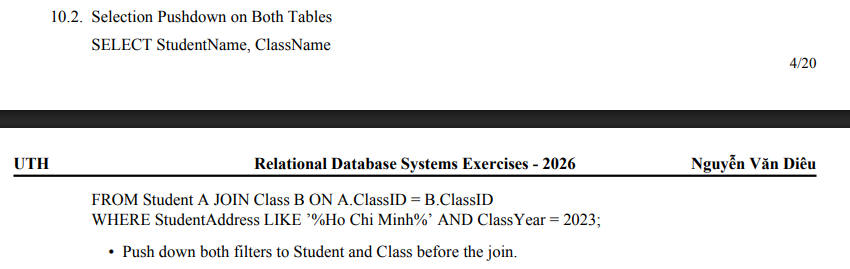 10.2. Selection Pushdown on Both Tables
SELECT StudentName, ClassName
4/20
UTH Relational Database Systems Exercises - 2026 Nguyễn Văn Diêu
FROM Student A JOIN Class B ON A.ClassID = B.ClassID
WHERE StudentAddress LIKE ’%Ho Chi Minh%’ AND ClassYear = 2023;
• Push down both filters to Student and Class before the join.